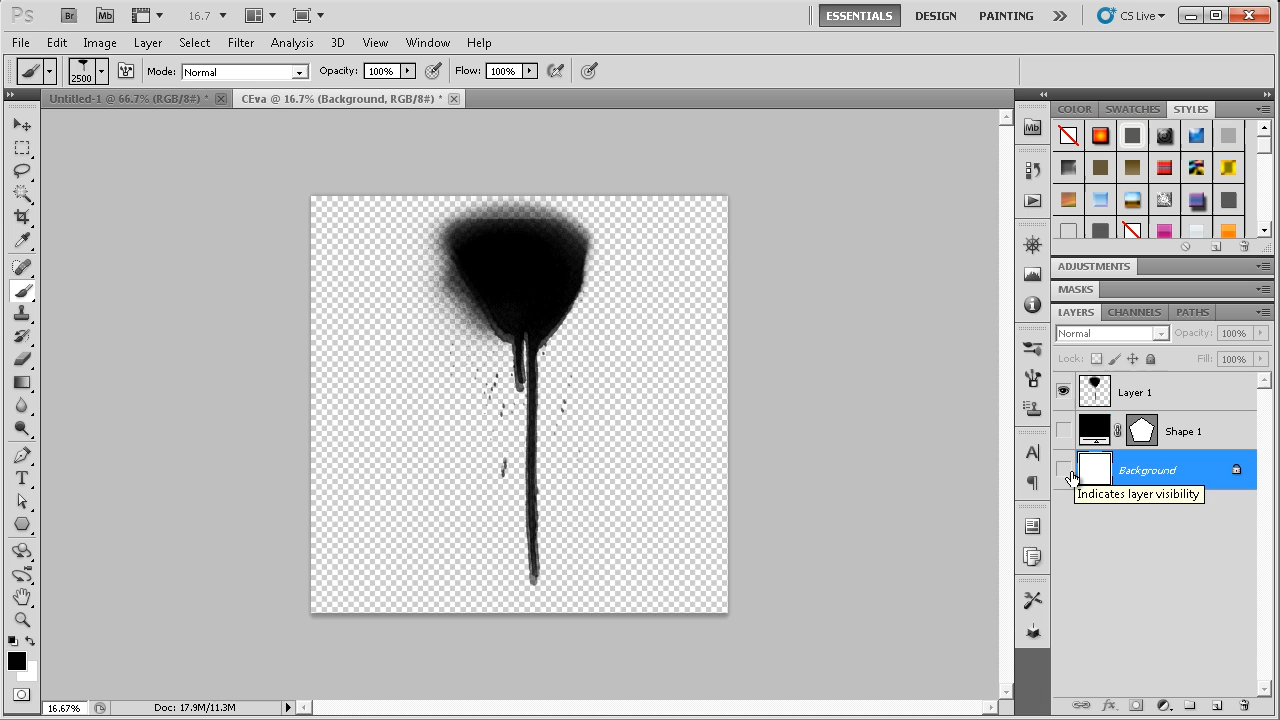 Ps Br Mb 16.7 ESSENTIALS DESIGN PAINTING CS Live
File Edit Image Layer Select Filter Analysis 3D View Window Help
2500 Mode: Normal Opacity: 100% Flow: 100%
Untitled-1 @ 66.7% (RGB/8#) * CEva @ 16.7% (Background, RGB/8#) *
COLOR SWATCHES STYLES
Mb
ADJUSTMENTS
MASKS
LAYERS CHANNELS PATHS
Normal Opacity: 100%
Lock: Fill: 100%
Layer 1
Shape 1
Background
Indicates layer visibility
16.67% Doc: 17.9M/11.3M